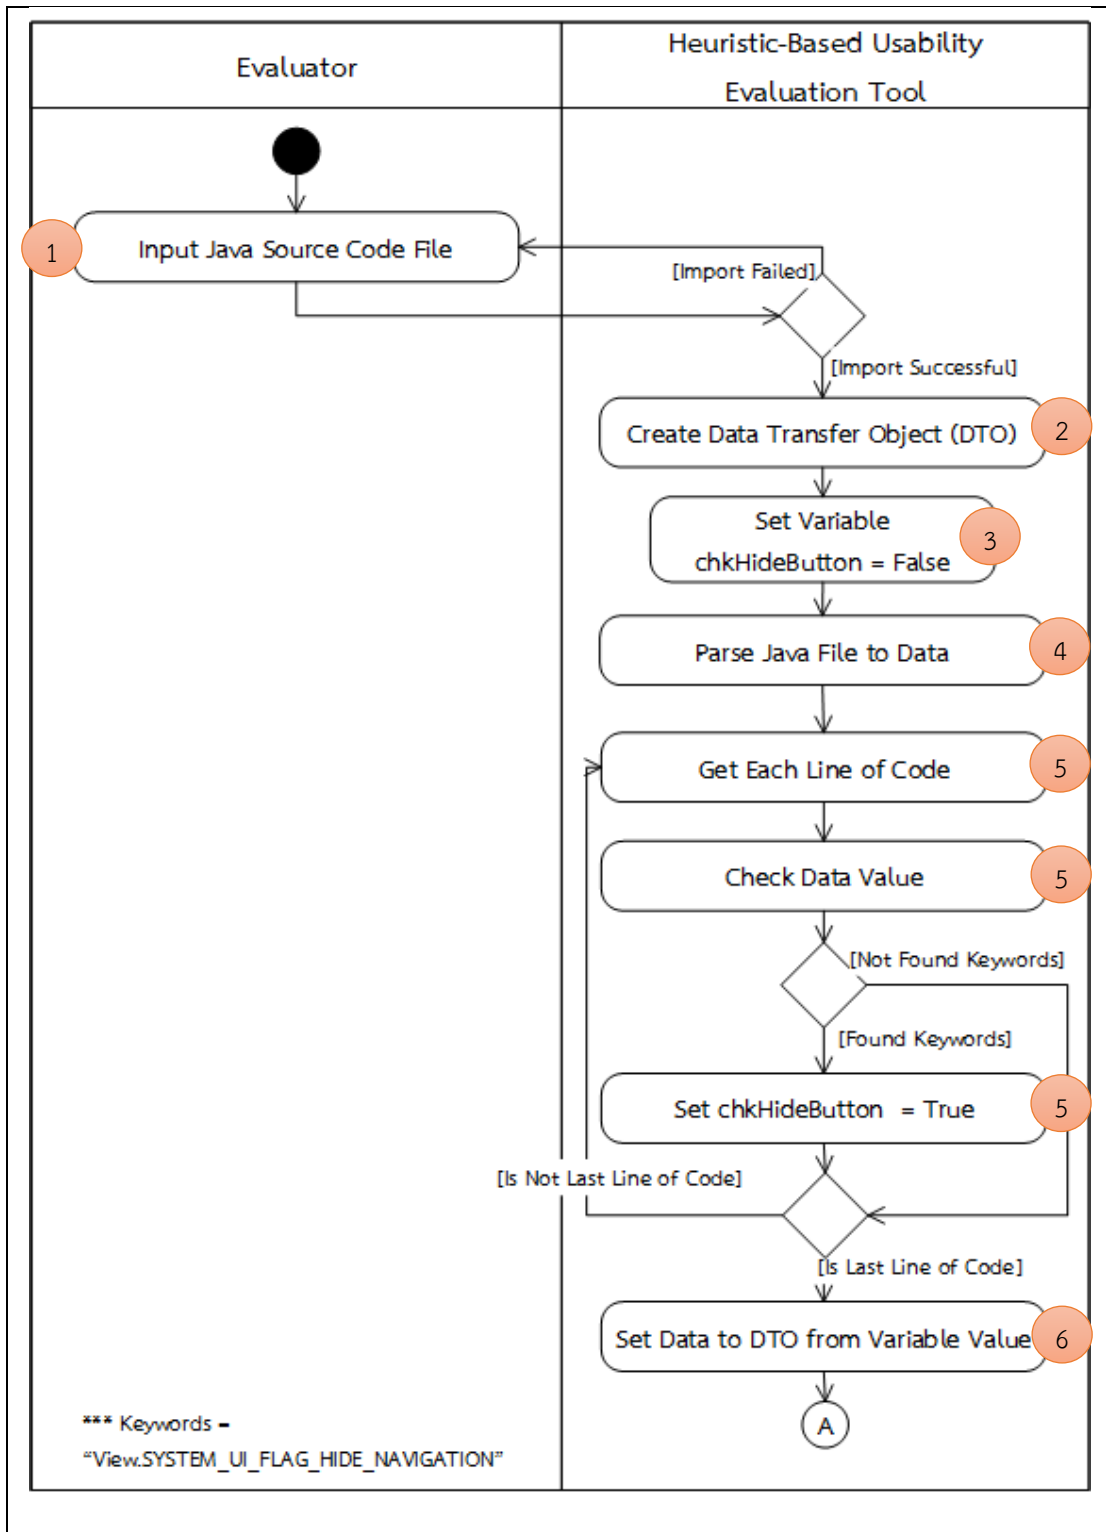 Evaluator
Heuristic-Based Usability
Evaluation Tool
Input Java Source Code File
1
[Import Failed]
[Import Successful]
Create Data Transfer Object (DTO)
2
Set Variable
chkHideButton = False
3
Parse Java File to Data
4
Get Each Line of Code
5
Check Data Value
5
[Not Found Keywords]
[Found Keywords]
Set chkHideButton = True
5
[Is Not Last Line of Code]
[Is Last Line of Code]
Set Data to DTO from Variable Value
6
A
*** Keywords =
“View.SYSTEM_UI_FLAG_HIDE_NAVIGATION”